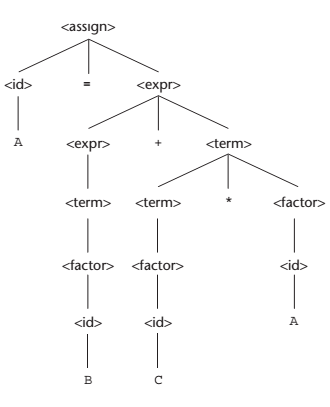 <assign>
<id> = <expr>
A <expr> + <term>
<term> <term> * <factor>
<factor> <factor> <id>
<id> <id> A
B C